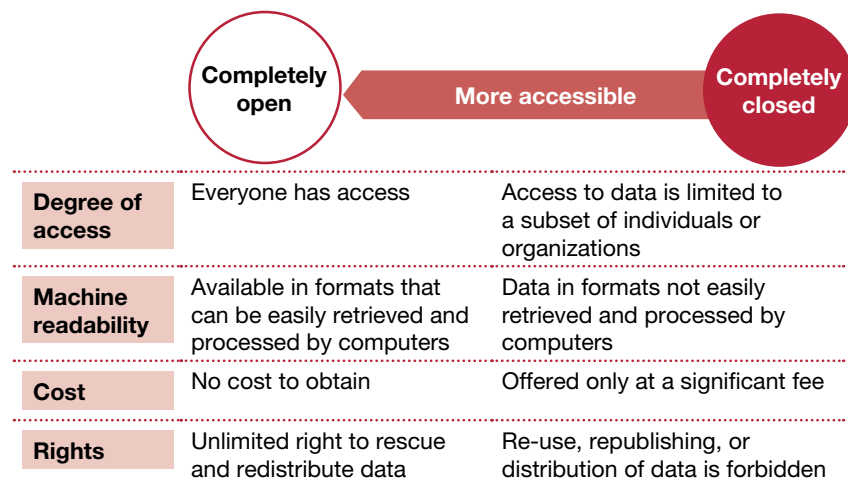 Completely
open
More accessible
Completely
closed
Degree of
access
Everyone has access
Access to data is limited to
a subset of individuals or
organizations
Machine
readability
Available in formats that
can be easily retrieved and
processed by computers
Data in formats not easily
retrieved and processed by
computers
Cost
No cost to obtain
Offered only at a significant fee
Rights
Unlimited right to rescue
and redistribute data
Re-use, republishing, or
distribution of data is forbidden